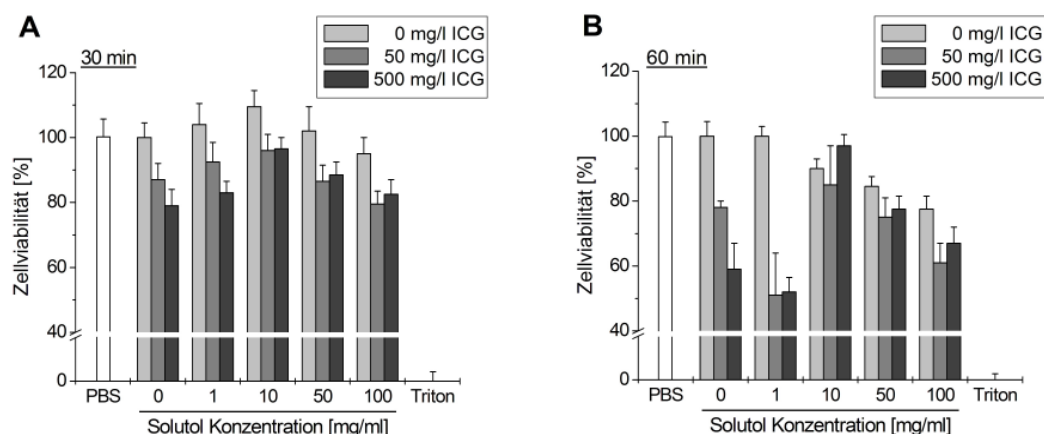 A
30 min
0 mg/l ICG
50 mg/l ICG
500 mg/l ICG
Zellviabilität [%]
120
100
80
60
40
0
PBS 0 1 10 50 100 Triton
Solutol Konzentration [mg/ml]
B
60 min
0 mg/l ICG
50 mg/l ICG
500 mg/l ICG
Zellviabilität [%]
120
100
80
60
40
0
PBS 0 1 10 50 100 Triton
Solutol Konzentration [mg/ml]